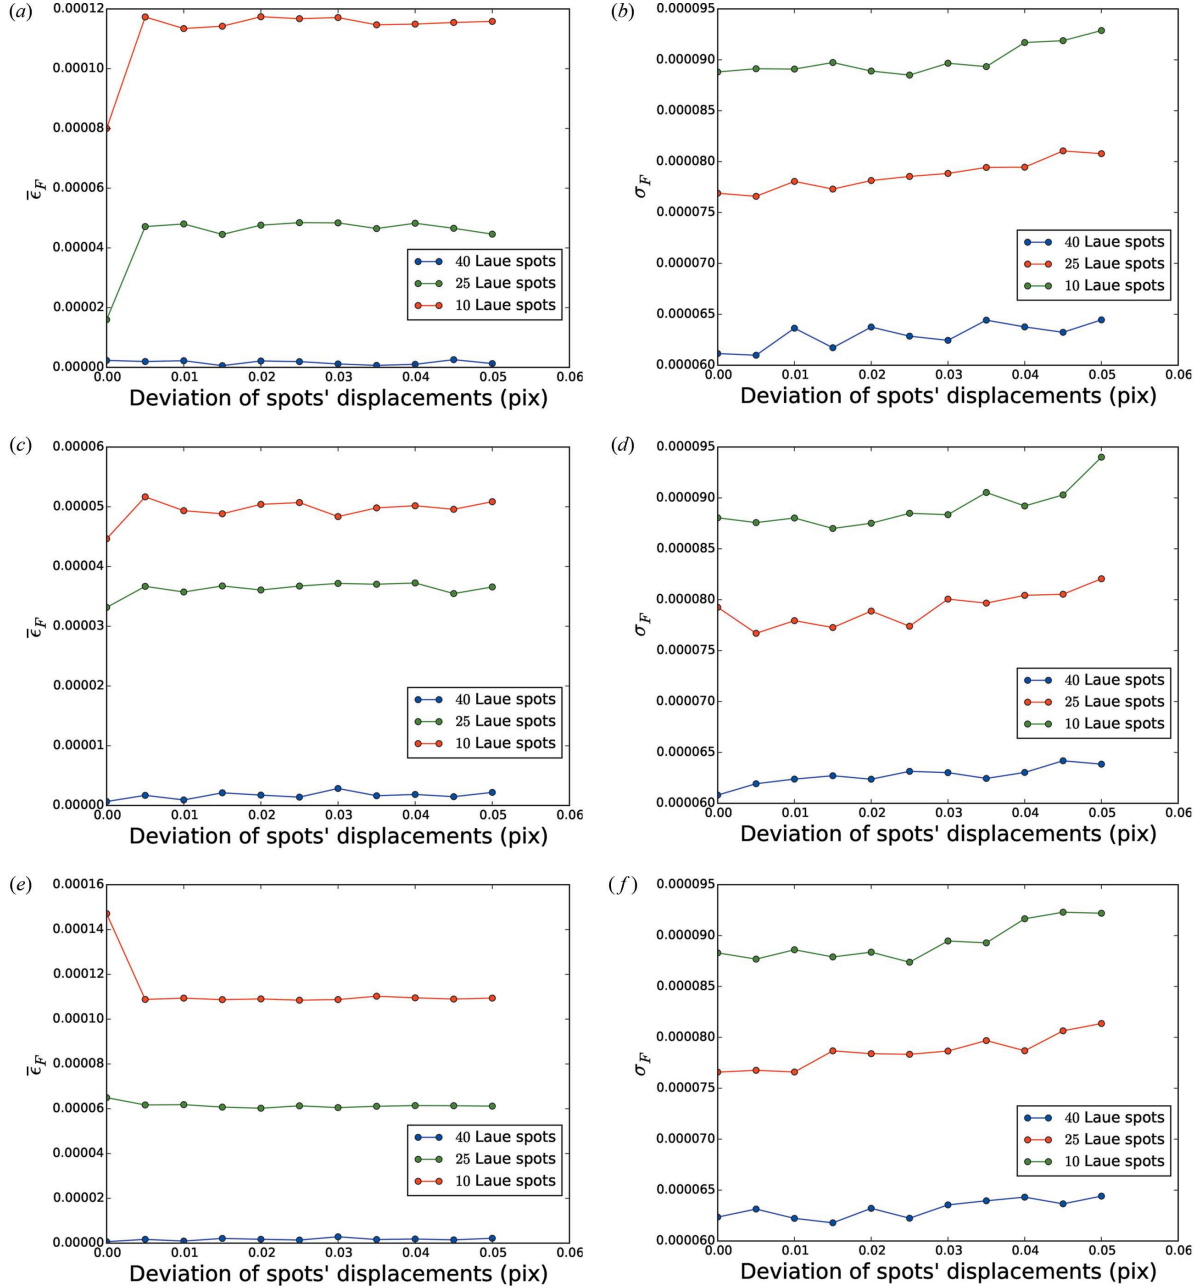 (a)
0.00012
0.00010
0.00008
0.00006
0.00004
0.00002
0.00000
ϵ̅_F
40 Laue spots
25 Laue spots
10 Laue spots
0.00 0.01 0.02 0.03 0.04 0.05 0.06
Deviation of spots' displacements (pix)
(b)
0.000095
0.000090
0.000085
0.000080
0.000075
0.000070
0.000065
0.000060
σ_F
40 Laue spots
25 Laue spots
10 Laue spots
0.00 0.01 0.02 0.03 0.04 0.05 0.06
Deviation of spots' displacements (pix)
(c)
0.00006
0.00005
0.00004
0.00003
0.00002
0.00001
0.00000
ϵ̅_F
40 Laue spots
25 Laue spots
10 Laue spots
0.00 0.01 0.02 0.03 0.04 0.05 0.06
Deviation of spots' displacements (pix)
(d)
0.000095
0.000090
0.000085
0.000080
0.000075
0.000070
0.000065
0.000060
σ_F
40 Laue spots
25 Laue spots
10 Laue spots
0.00 0.01 0.02 0.03 0.04 0.05 0.06
Deviation of spots' displacements (pix)
(e)
0.00016
0.00014
0.00012
0.00010
0.00008
0.00006
0.00004
0.00002
0.00000
ϵ̅_F
40 Laue spots
25 Laue spots
10 Laue spots
0.00 0.01 0.02 0.03 0.04 0.05 0.06
Deviation of spots' displacements (pix)
(f)
0.000095
0.000090
0.000085
0.000080
0.000075
0.000070
0.000065
0.000060
σ_F
40 Laue spots
25 Laue spots
10 Laue spots
0.00 0.01 0.02 0.03 0.04 0.05 0.06
Deviation of spots' displacements (pix)